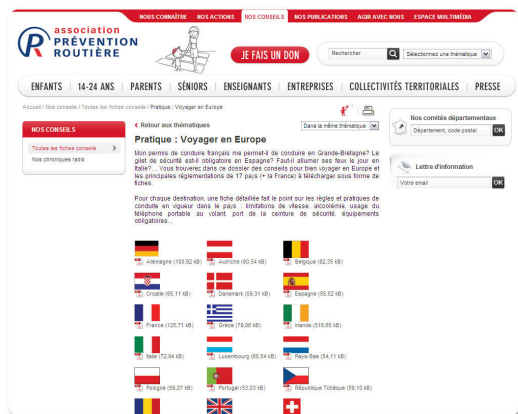 NOUS CONNAÎTRE NOS ACTIONS NOS CONSEILS NOS PUBLICATIONS AGIR AVEC NOUS ESPACE MULTIMÉDIA
association
PRÉVENTION
ROUTIÈRE
JE FAIS UN DON
Rechercher
Sélectionnez une thématique
ENFANTS 14-24 ANS PARENTS SÉNIORS ENSEIGNANTS ENTREPRISES COLLECTIVITÉS TERRITORIALES PRESSE
Accueil / Nos conseils / Toutes les fiches conseils / Pratique : Voyager en Europe
NOS CONSEILS
Toutes les fiches conseils
Nos chroniques radio
Retour aux thématiques
Dans la même thématique
Pratique : Voyager en Europe
Mon permis de conduire français me permet-il de conduire en Grande-Bretagne? Le
gilet de sécurité est-il obligatoire en Espagne? Faut-il allumer ses feux le jour en
Italie?... Vous trouverez dans ce dossier des conseils pour bien voyager en Europe et
les principales réglementations de 17 pays (+ la France) à télécharger sous forme de
fiches.
Pour chaque destination, une fiche détaillée fait le point sur les règles et pratiques de
conduite en vigueur dans le pays : limitations de vitesse, alcoolémie, usage du
téléphone portable au volant, port de la ceinture de sécurité, équipements
obligatoires...
Allemagne (100,92 kB) Autriche (60,54 kB) Belgique (62,35 kB)
Croatie (65,11 kB) Danemark (59,31 kB) Espagne (55,52 kB)
France (125,71 kB) Grèce (79,08 kB) Irlande (516,65 kB)
Italie (72,94 kB) Luxembourg (60,54 kB) Pays-Bas (54,11 kB)
Pologne (59,27 kB) Portugal (53,03 kB) République Tchèque (59,10 kB)
Nos comités départementaux
Département, code postal OK
Lettre d'information
Votre email OK